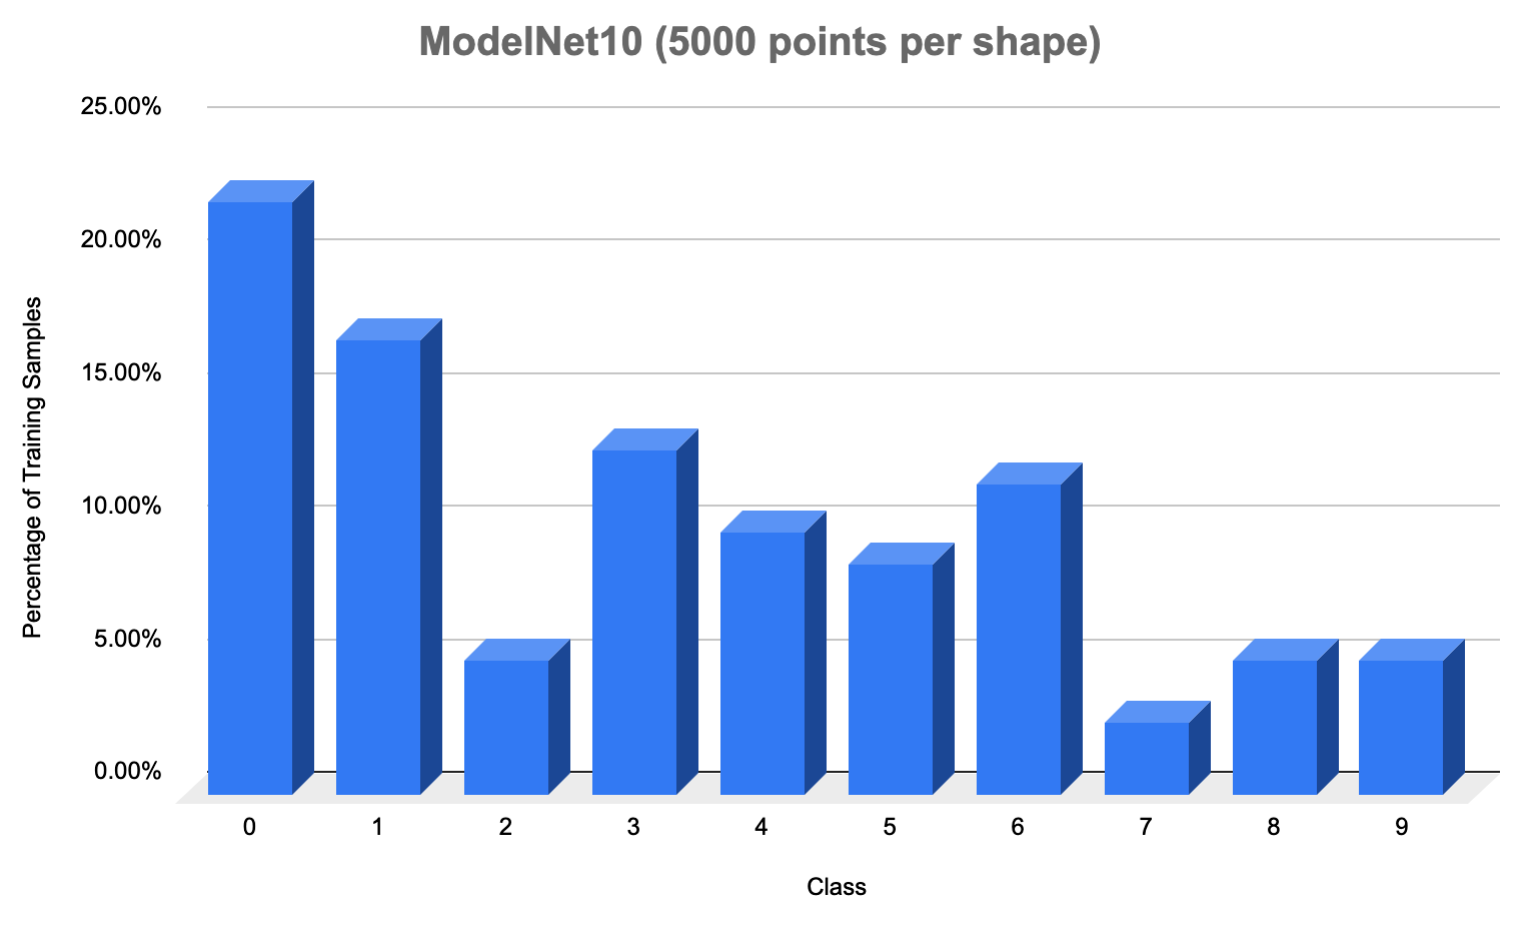 ModelNet10 (5000 points per shape)
25.00%
20.00%
15.00%
10.00%
5.00%
0.00%
Percentage of Training Samples
0 1 2 3 4 5 6 7 8 9
Class